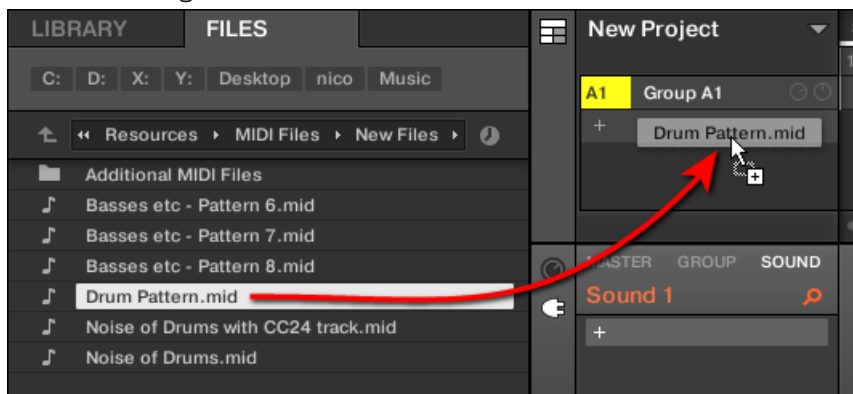 LIBRARY FILES
C: D: X: Y: Desktop nico Music
Resources MIDI Files New Files
Additional MIDI Files
Basses etc - Pattern 6.mid
Basses etc - Pattern 7.mid
Basses etc - Pattern 8.mid
Drum Pattern.mid
Noise of Drums with CC24 track.mid
Noise of Drums.mid
New Project
A1 Group A1
+ Drum Pattern.mid
MASTER GROUP SOUND
Sound 1
+